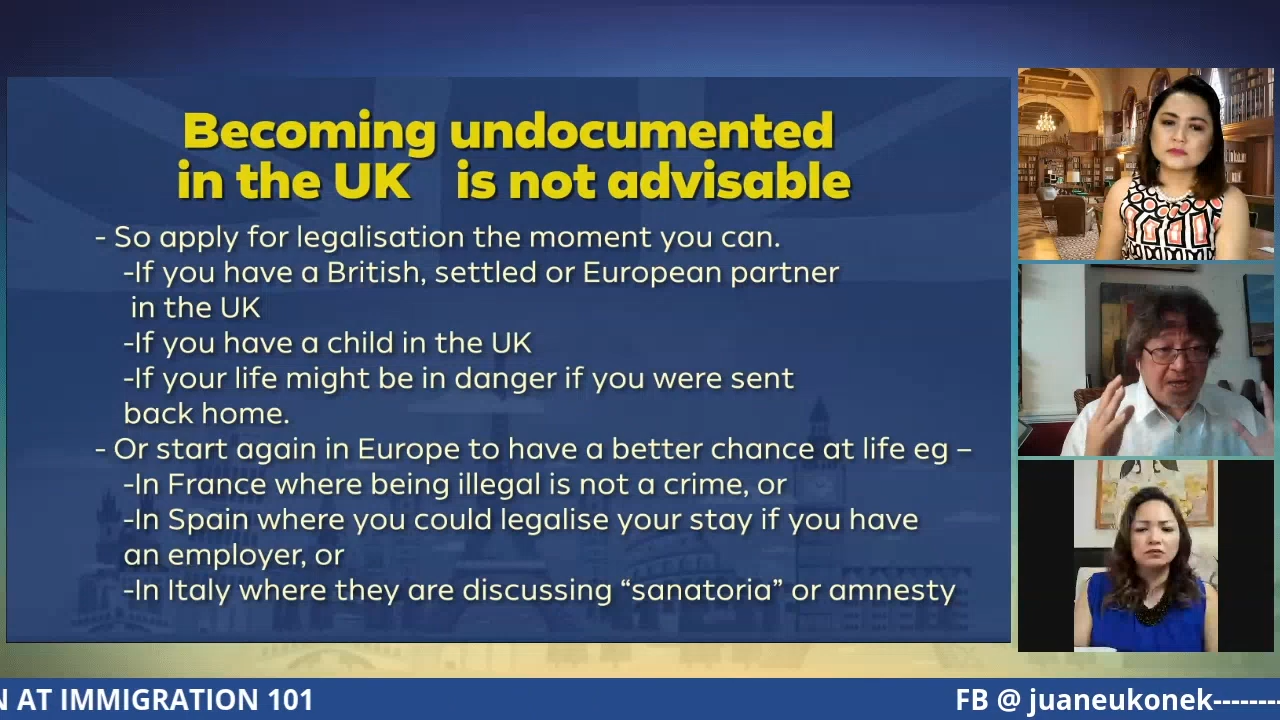 Becoming undocumented
in the UK is not advisable
- So apply for legalisation the moment you can.
-If you have a British, settled or European partner
in the UK
-If you have a child in the UK
-If your life might be in danger if you were sent
back home.
- Or start again in Europe to have a better chance at life eg –
-In France where being illegal is not a crime, or
-In Spain where you could legalise your stay if you have
an employer, or
-In Italy where they are discussing “sanatoria” or amnesty
N AT IMMIGRATION 101
FB @ juaneukonek--------